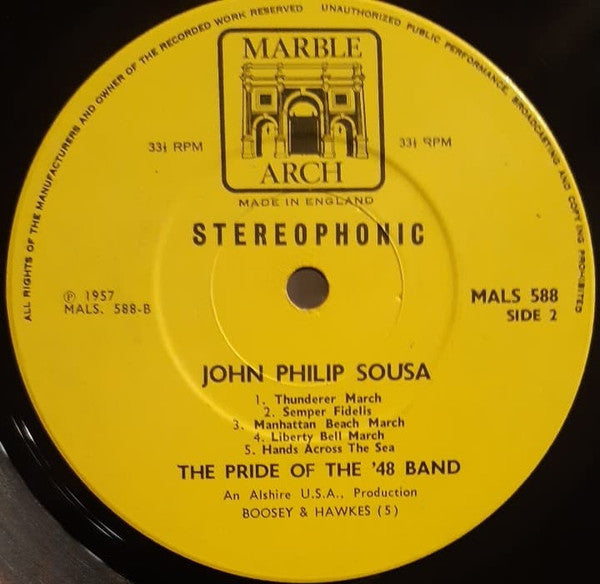 ALL RIGHTS OF THE MANUFACTURERS AND OWNER OF THE RECORDED WORK RESERVED
UNAUTHORIZED PUBLIC PERFORMANCE, BROADCASTING AND COPYING PROHIBITED
MARBLE
ARCH
33⅓ RPM
33⅓ RPM
MADE IN ENGLAND
STEREOPHONIC
℗ 1957
MALS. 588-B
MALS 588
SIDE 2
JOHN PHILIP SOUSA
1. Thunderer March
2. Semper Fidelis
3. Manhattan Beach March
4. Liberty Bell March
5. Hands Across The Sea
THE PRIDE OF THE '48 BAND
An Alshire U.S.A., Production
BOOSEY & HAWKES (5)